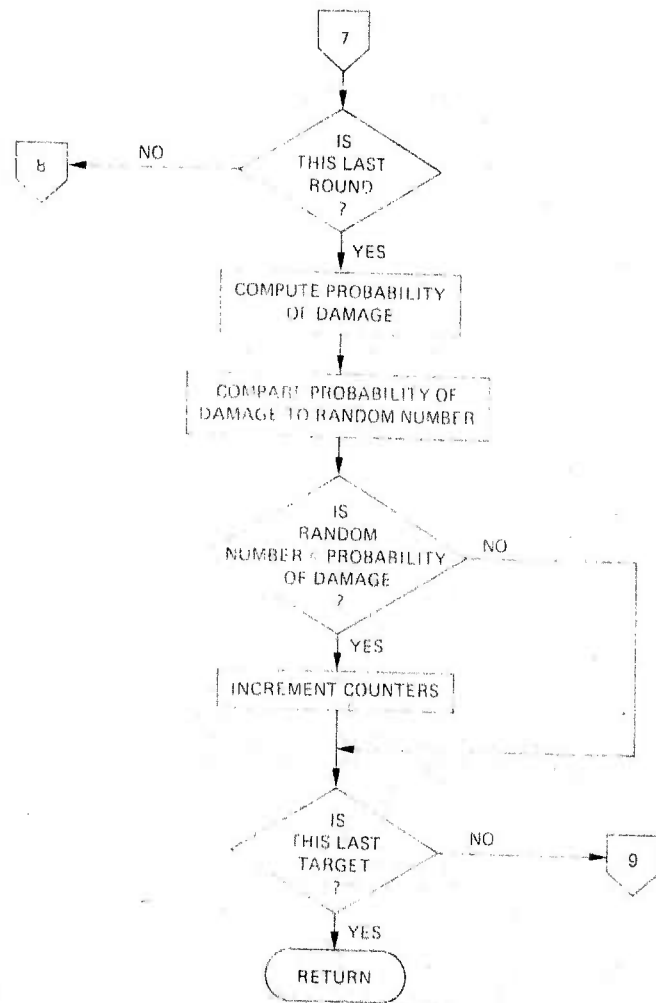 7
IS
THIS LAST
ROUND
?
NO
8
YES
COMPUTE PROBABILITY
OF DAMAGE
COMPARE PROBABILITY OF
DAMAGE TO RANDOM NUMBER
IS
RANDOM
NUMBER < PROBABILITY
OF DAMAGE
?
NO
YES
INCREMENT COUNTERS
IS
THIS LAST
TARGET
?
NO
9
YES
RETURN